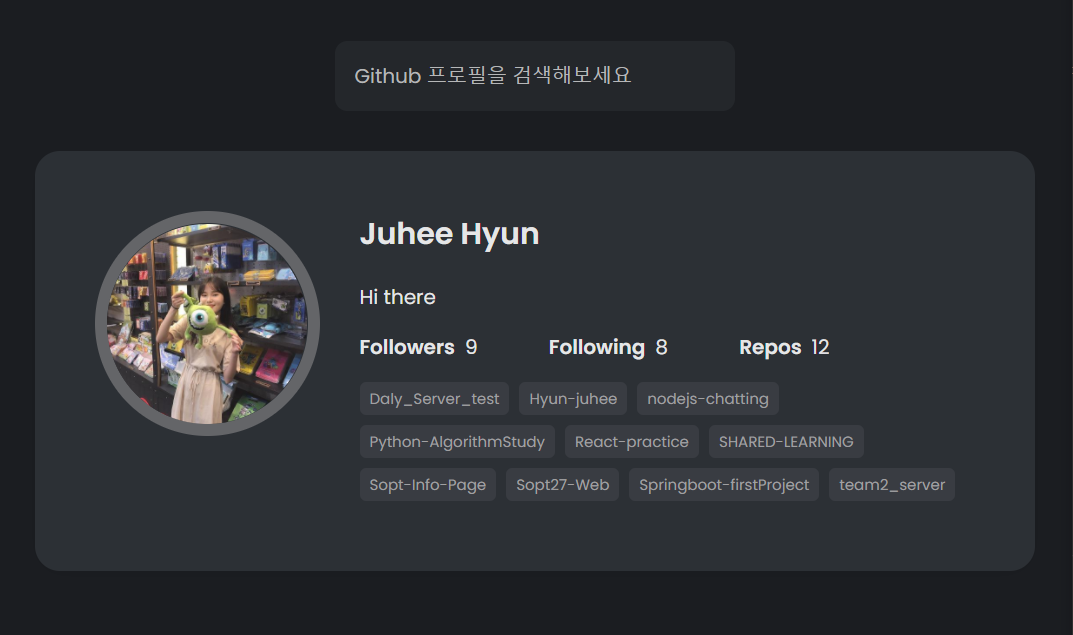 Github 프로필을 검색해보세요
Juhee Hyun
Hi there
Followers 9 Following 8 Repos 12
Daly_Server_test Hyun-juhee nodejs-chatting
Python-AlgorithmStudy React-practice SHARED-LEARNING
Sopt-Info-Page Sopt27-Web Springboot-firstProject team2_server